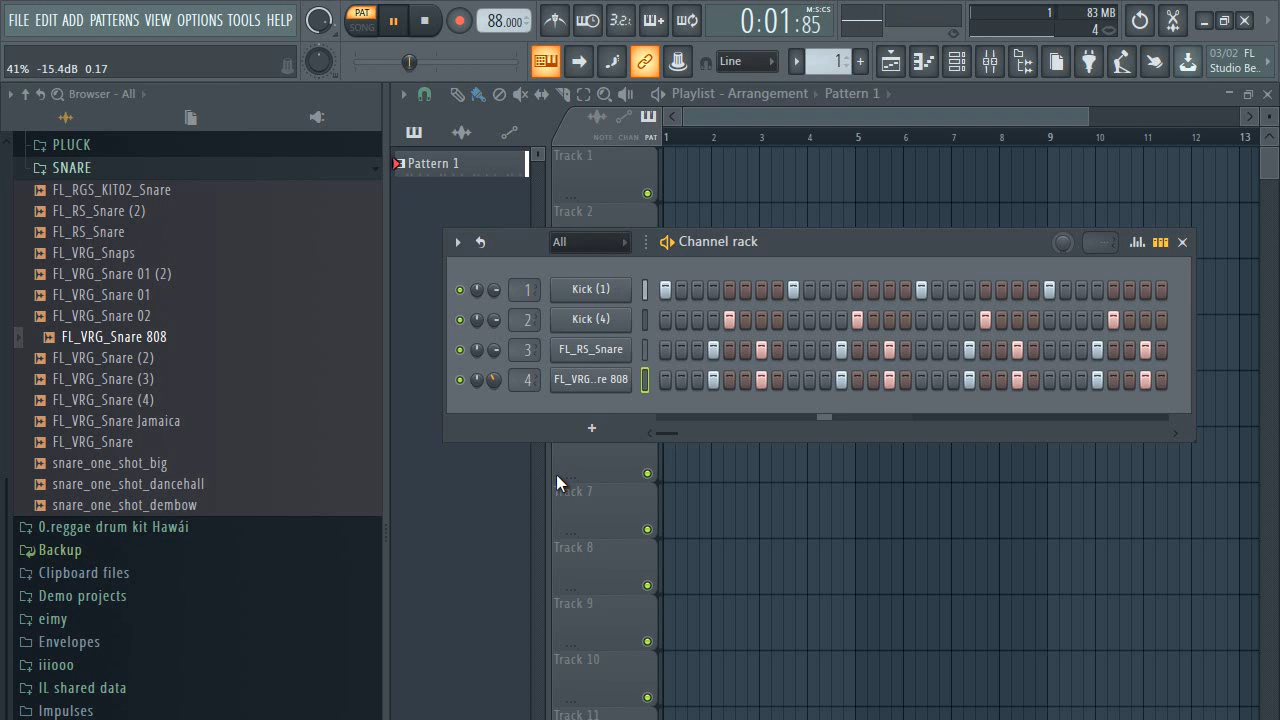 FILE EDIT ADD PATTERNS VIEW OPTIONS TOOLS HELP
PAT
SONG
88.000
3.2
0:01:85
M:S:CS
1
83 MB
4
41% -15.4dB 0.17
Line
1
03/02 FL
Studio Be..
Browser - All
Playlist - Arrangement
Pattern 1
NOTE CHAN PAT
1 2 3 4 5 6 7 8 9 10 11 12 13
PLUCK
SNARE
FL_RGS_KIT02_Snare
FL_RS_Snare (2)
FL_RS_Snare
FL_VRG_Snaps
FL_VRG_Snare 01 (2)
FL_VRG_Snare 01
FL_VRG_Snare 02
FL_VRG_Snare 808
FL_VRG_Snare (2)
FL_VRG_Snare (3)
FL_VRG_Snare (4)
FL_VRG_Snare Jamaica
FL_VRG_Snare
snare_one_shot_big
snare_one_shot_dancehall
snare_one_shot_dembow
0.reggae drum kit Hawái
Backup
Clipboard files
Demo projects
eimy
Envelopes
iiiooo
IL shared data
Impulses
Pattern 1
Track 1
Track 2
All
Channel rack
1
Kick (1)
2
Kick (4)
3
FL_RS_Snare
4
FL_VRG..re 808
+
Track 7
Track 8
Track 9
Track 10
Track 11